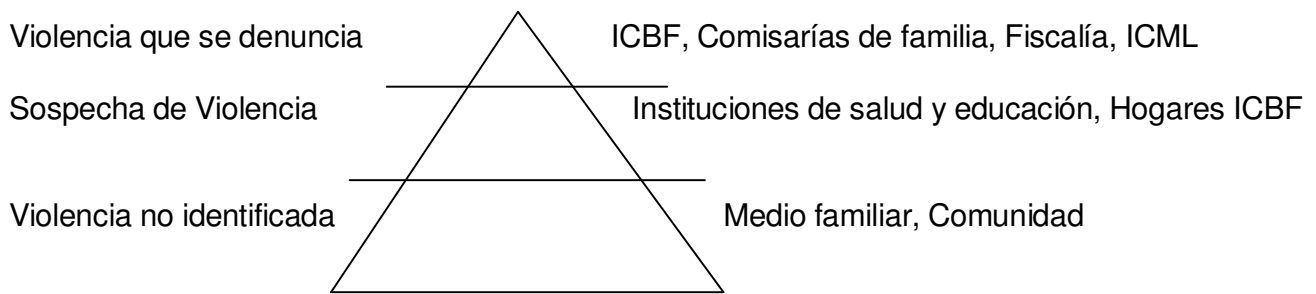 Violencia que se denuncia ICBF, Comisarías de familia, Fiscalía, ICML
Sospecha de Violencia Instituciones de salud y educación, Hogares ICBF
Violencia no identificada Medio familiar, Comunidad